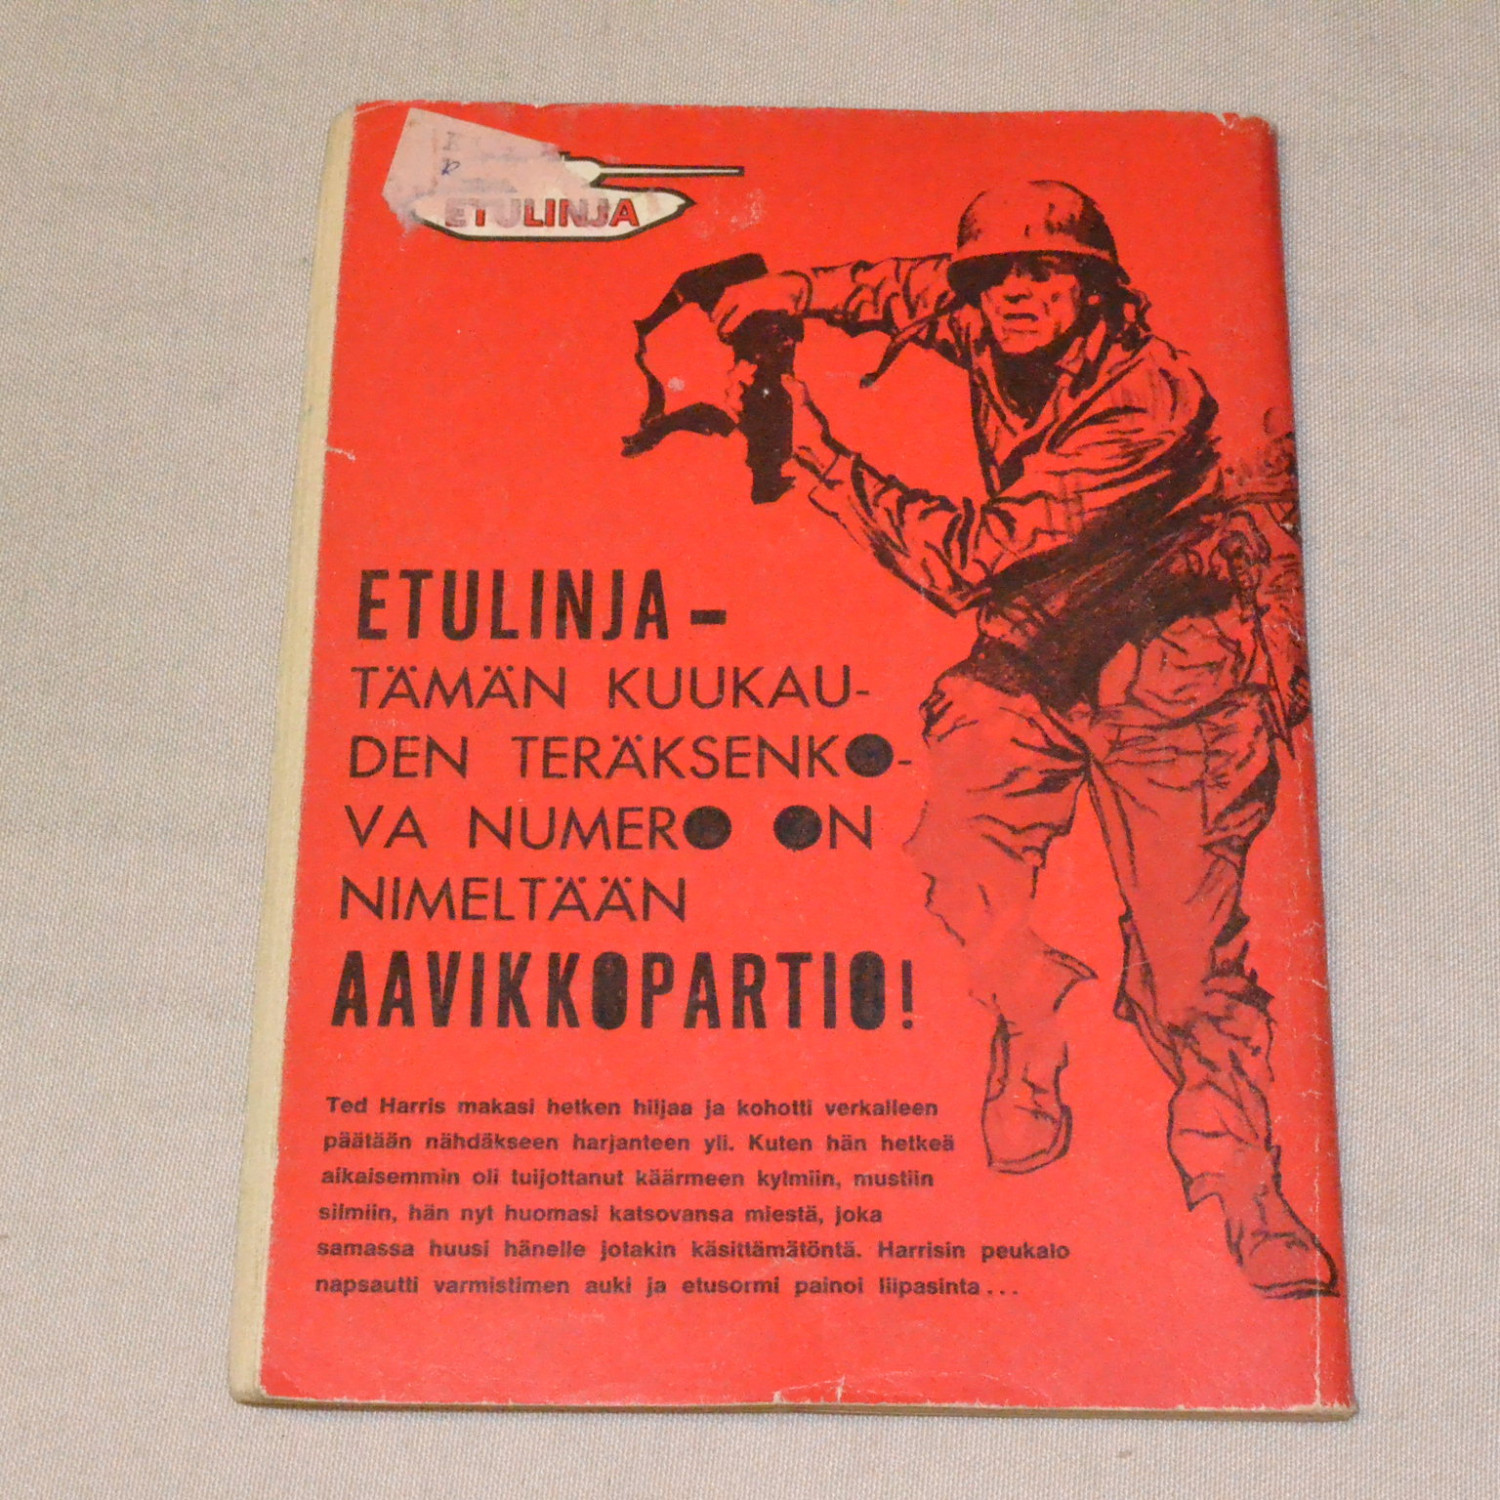 ETULINJA
ETULINJA –
TÄMÄN KUUKAU-
DEN TERÄKSENKO-
VA NUMERO ON
NIMELTÄÄN
AAVIKKOPARTIO!
Ted Harris makasi hetken hiljaa ja kohotti verkalleen
päätään nähdäkseen harjanteen yli. Kuten hän hetkeä
aikaisemmin oli tuijottanut käärmeen kylmiin, mustiin
silmiin, hän nyt huomasi katsovansa miestä, joka
samassa huusi hänelle jotakin käsittämätöntä. Harrisin peukalo
napsautti varmistimen auki ja etusormi painoi liipasinta...